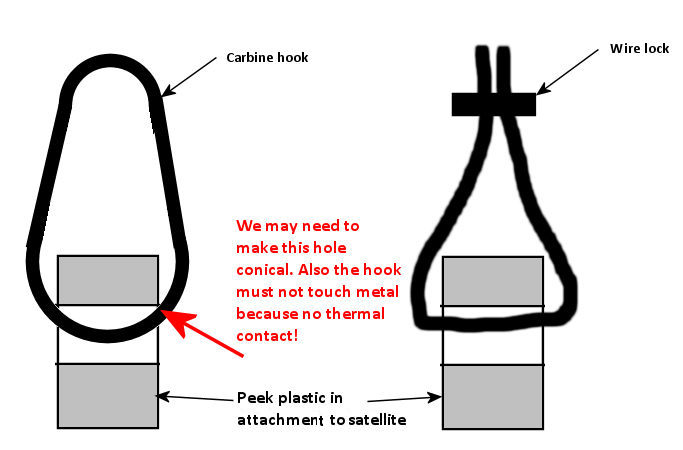 Carbine hook
Wire lock
We may need to
make this hole
conical. Also the hook
must not touch metal
because no thermal
contact!
Peek plastic in
attachment to satellite